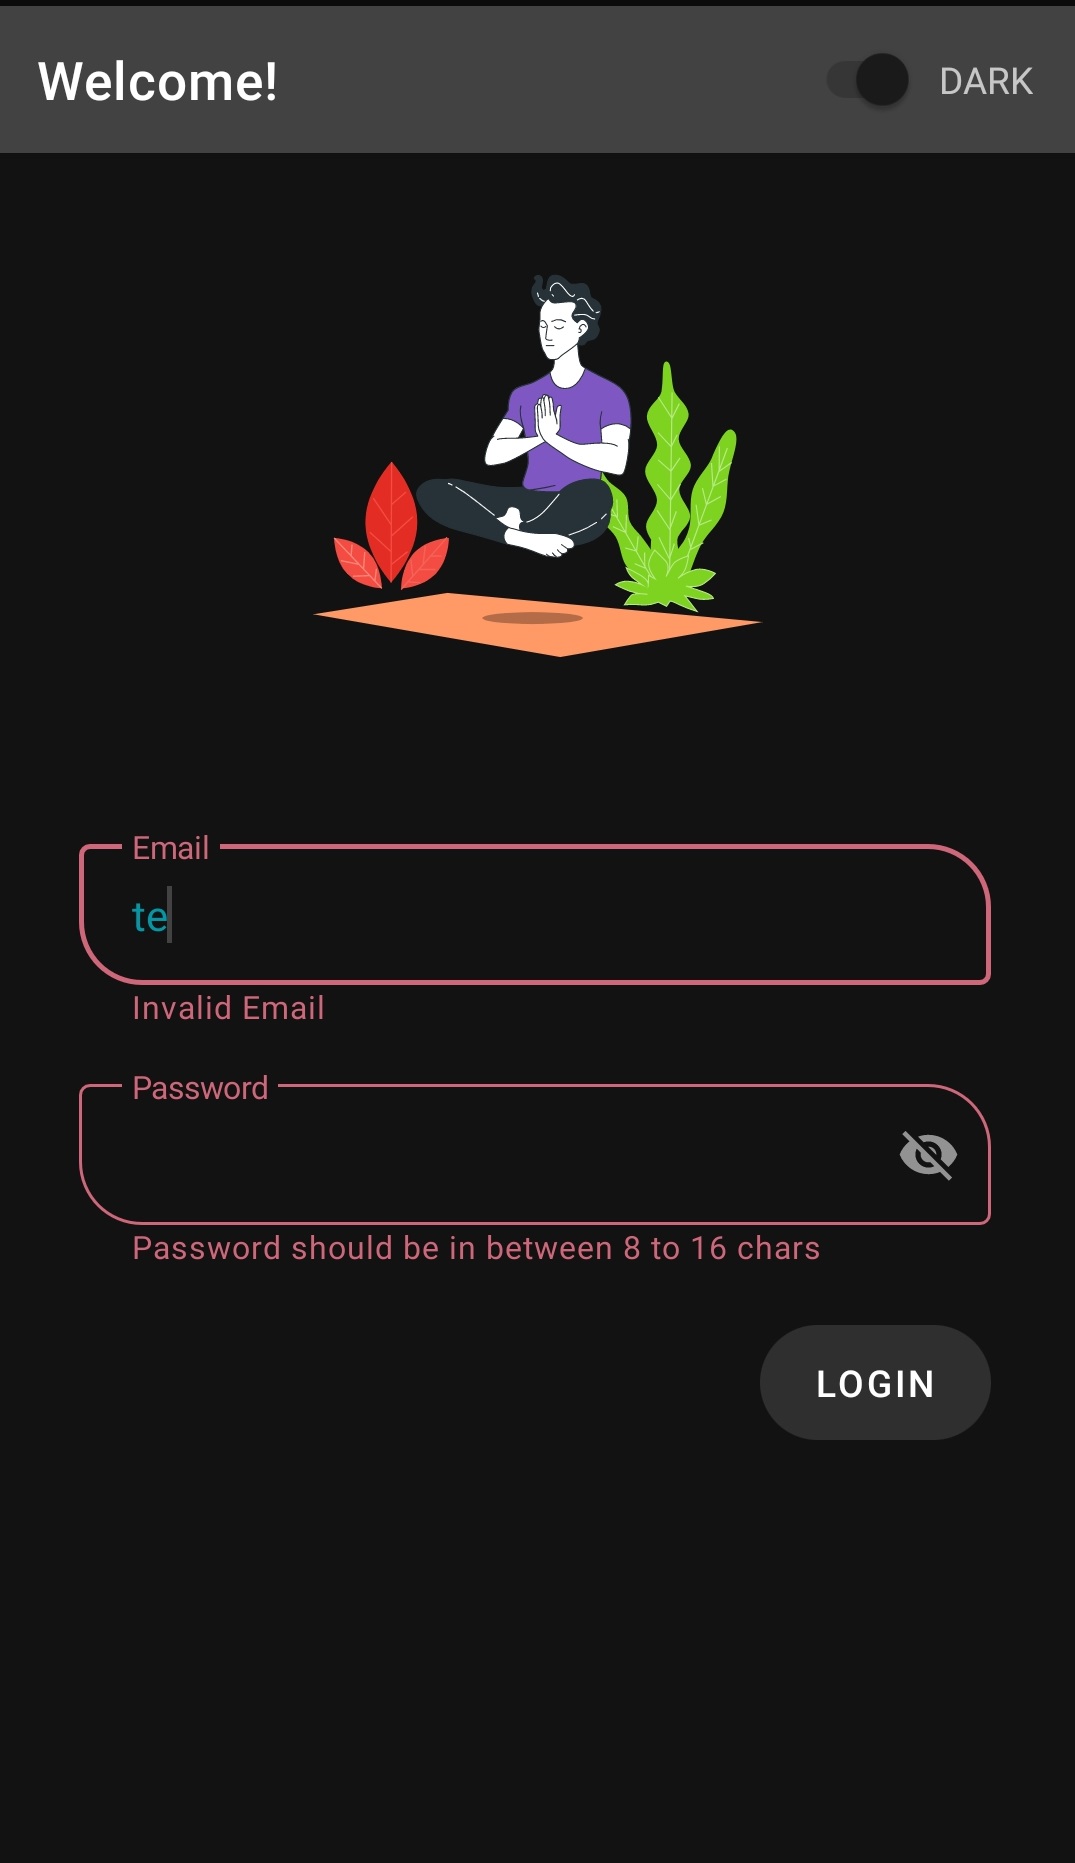 Welcome!
DARK
Email
te
Invalid Email
Password
Password should be in between 8 to 16 chars
LOGIN